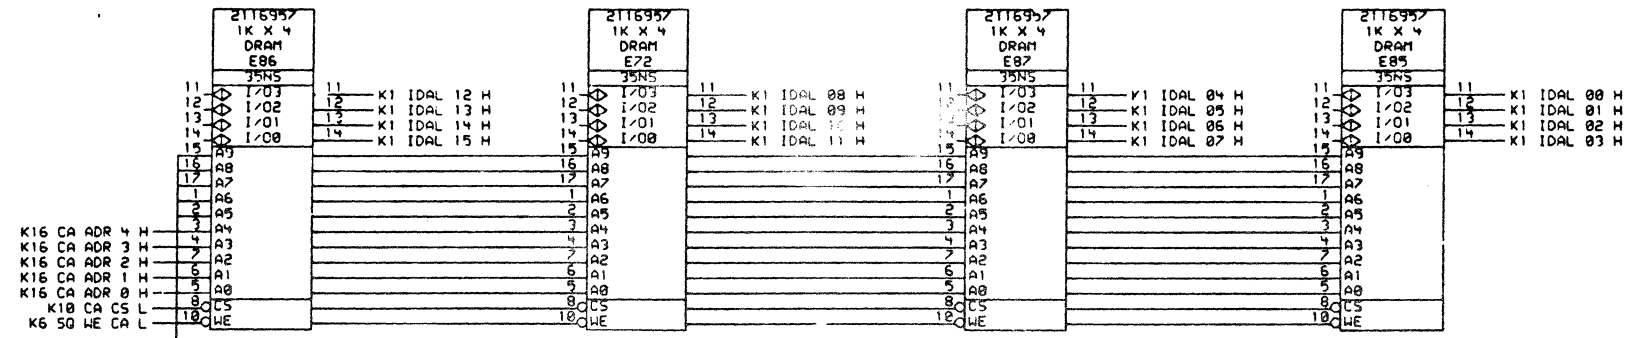 2116957 2116957 2116957 2116957
1K X 4 1K X 4 1K X 4 1K X 4
DRAM DRAM DRAM DRAM
E86 E72 E87 E85
35NS 35NS 35NS 35NS
11 I/O3 11 K1 IDAL 12 H 11 I/O3 11 K1 IDAL 08 H 11 I/O3 11 K1 IDAL 04 H 11 I/O3 11 K1 IDAL 00 H
12 I/O2 12 K1 IDAL 13 H 12 I/O2 12 K1 IDAL 09 H 12 I/O2 12 K1 IDAL 05 H 12 I/O2 12 K1 IDAL 01 H
13 I/O1 13 K1 IDAL 14 H 13 I/O1 13 K1 IDAL 10 H 13 I/O1 13 K1 IDAL 06 H 13 I/O1 13 K1 IDAL 02 H
14 I/O0 14 K1 IDAL 15 H 14 I/O0 14 K1 IDAL 11 H 14 I/O0 14 K1 IDAL 07 H 14 I/O0 14 K1 IDAL 03 H
15 A9 15 A9 15 A9 15 A9
16 A8 16 A8 16 A8 16 A8
17 A7 17 A7 17 A7 17 A7
1 A6 1 A6 1 A6 1 A6
2 A5 2 A5 2 A5 2 A5
K16 CA ADR 4 H 3 A4 3 A4 3 A4 3 A4
K16 CA ADR 3 H 4 A3 4 A3 4 A3 4 A3
K16 CA ADR 2 H 7 A2 7 A2 7 A2 7 A2
K16 CA ADR 1 H 6 A1 6 A1 6 A1 6 A1
K16 CA ADR 0 H 5 A0 5 A0 5 A0 5 A0
K10 CA CS L 8 CS 8 CS 8 CS 8 CS
K6 SQ WE CA L 10 WE 10 WE 10 WE 10 WE